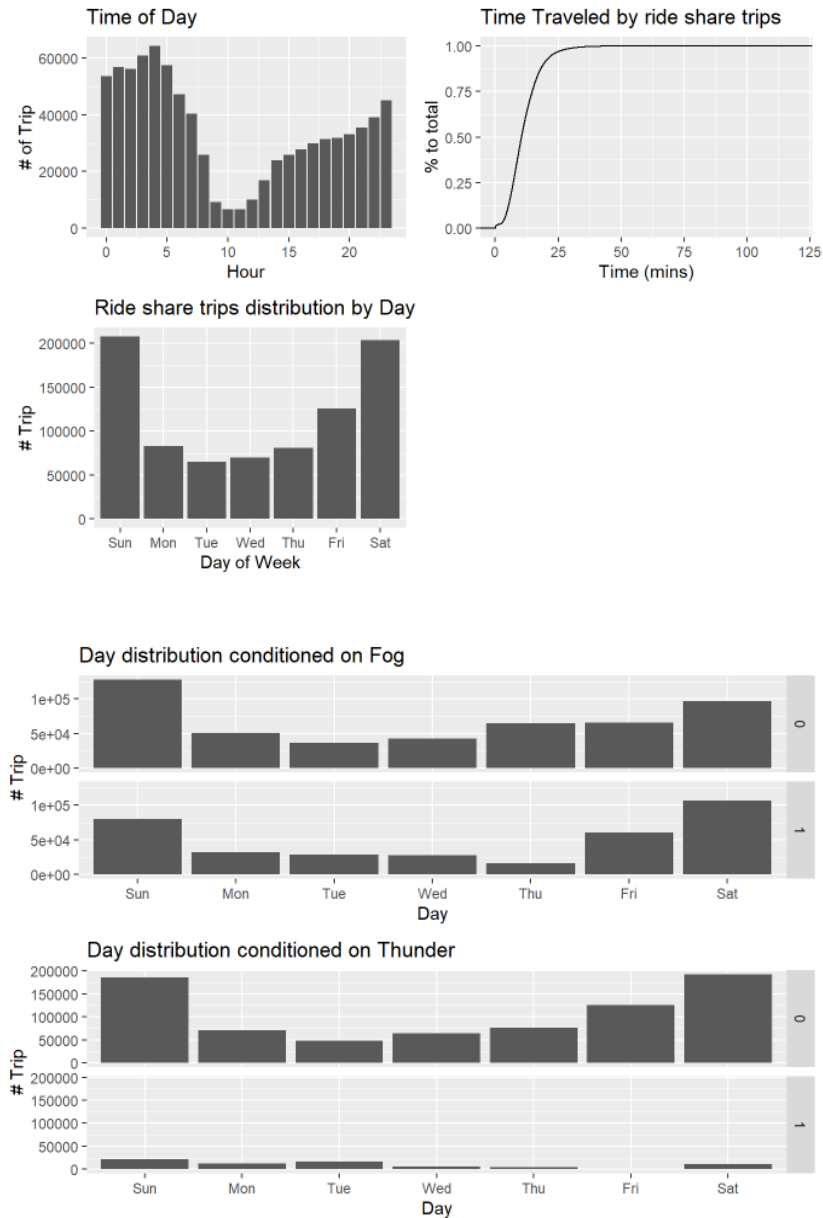 Time of Day
# of Trip
60000
40000
20000
0
0 5 10 15 20
Hour
Time Traveled by ride share trips
% to total
1.00
0.75
0.50
0.25
0.00
0 25 50 75 100 125
Time (mins)
Ride share trips distribution by Day
# Trip
200000
150000
100000
50000
0
Sun Mon Tue Wed Thu Fri Sat
Day of Week
Day distribution conditioned on Fog
# Trip
1e+05
5e+04
0e+00
0
1e+05
5e+04
0e+00
1
Sun Mon Tue Wed Thu Fri Sat
Day
Day distribution conditioned on Thunder
# Trip
200000
150000
100000
50000
0
0
200000
150000
100000
50000
0
1
Sun Mon Tue Wed Thu Fri Sat
Day